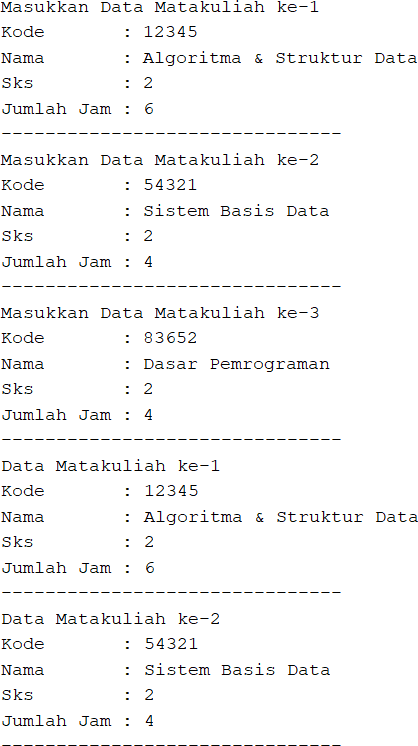 Masukkan Data Matakuliah ke-1
Kode       : 12345
Nama       : Algoritma & Struktur Data
Sks        : 2
Jumlah Jam : 6
-------------------------------
Masukkan Data Matakuliah ke-2
Kode       : 54321
Nama       : Sistem Basis Data
Sks        : 2
Jumlah Jam : 4
-------------------------------
Masukkan Data Matakuliah ke-3
Kode       : 83652
Nama       : Dasar Pemrograman
Sks        : 2
Jumlah Jam : 4
-------------------------------
Data Matakuliah ke-1
Kode       : 12345
Nama       : Algoritma & Struktur Data
Sks        : 2
Jumlah Jam : 6
-------------------------------
Data Matakuliah ke-2
Kode       : 54321
Nama       : Sistem Basis Data
Sks        : 2
Jumlah Jam : 4
-------------------------------